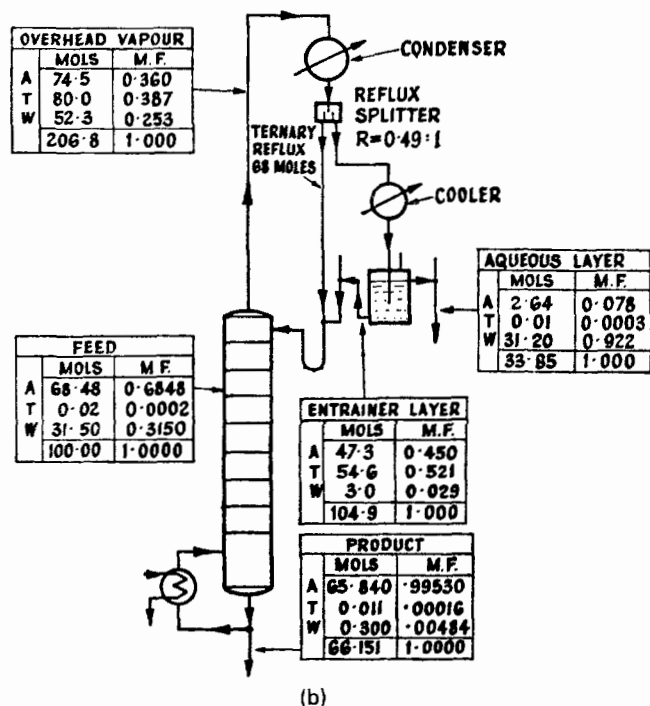 OVERHEAD VAPOUR
MOLS M.F.
A 74·5 0·360
T 80·0 0·387
W 52·3 0·253
206·8 1·000
CONDENSER
REFLUX
SPLITTER
R=0·49:1
TERNARY
REFLUX
68 MOLES
COOLER
AQUEOUS LAYER
MOLS M.F.
A 2·64 0·078
T 0·01 0·0003
W 31·20 0·922
33·85 1·000
FEED
MOLS M F.
A 68·48 0·6848
T 0·02 0·0002
W 31·50 0·3150
100·00 1·0000
ENTRAINER LAYER
MOLS M.F.
A 47·3 0·450
T 54·6 0·521
W 3·0 0·029
104·9 1·000
PRODUCT
MOLS M.F.
A 65·840 ·99530
T 0·011 ·00016
W 0·300 ·00484
66·151 1·0000
(b)